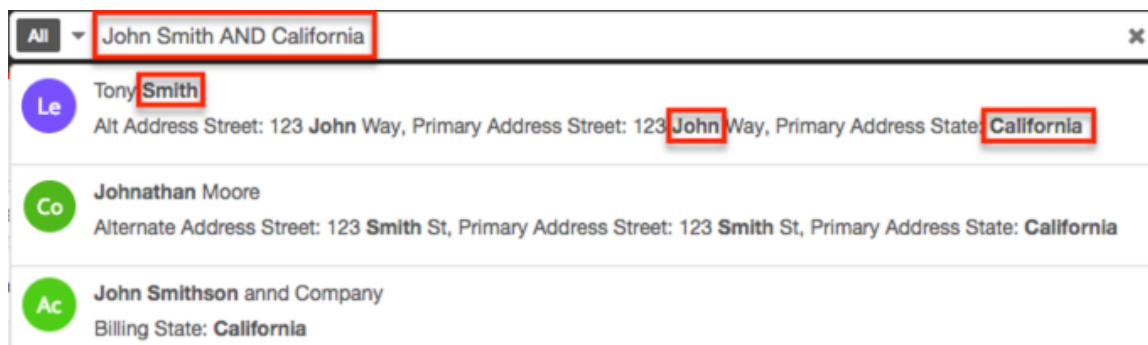 All John Smith AND California
Le Tony Smith
Alt Address Street: 123 John Way, Primary Address Street: 123 John Way, Primary Address State: California
Co Johnathan Moore
Alternate Address Street: 123 Smith St, Primary Address Street: 123 Smith St, Primary Address State: California
Ac John Smithson annd Company
Billing State: California